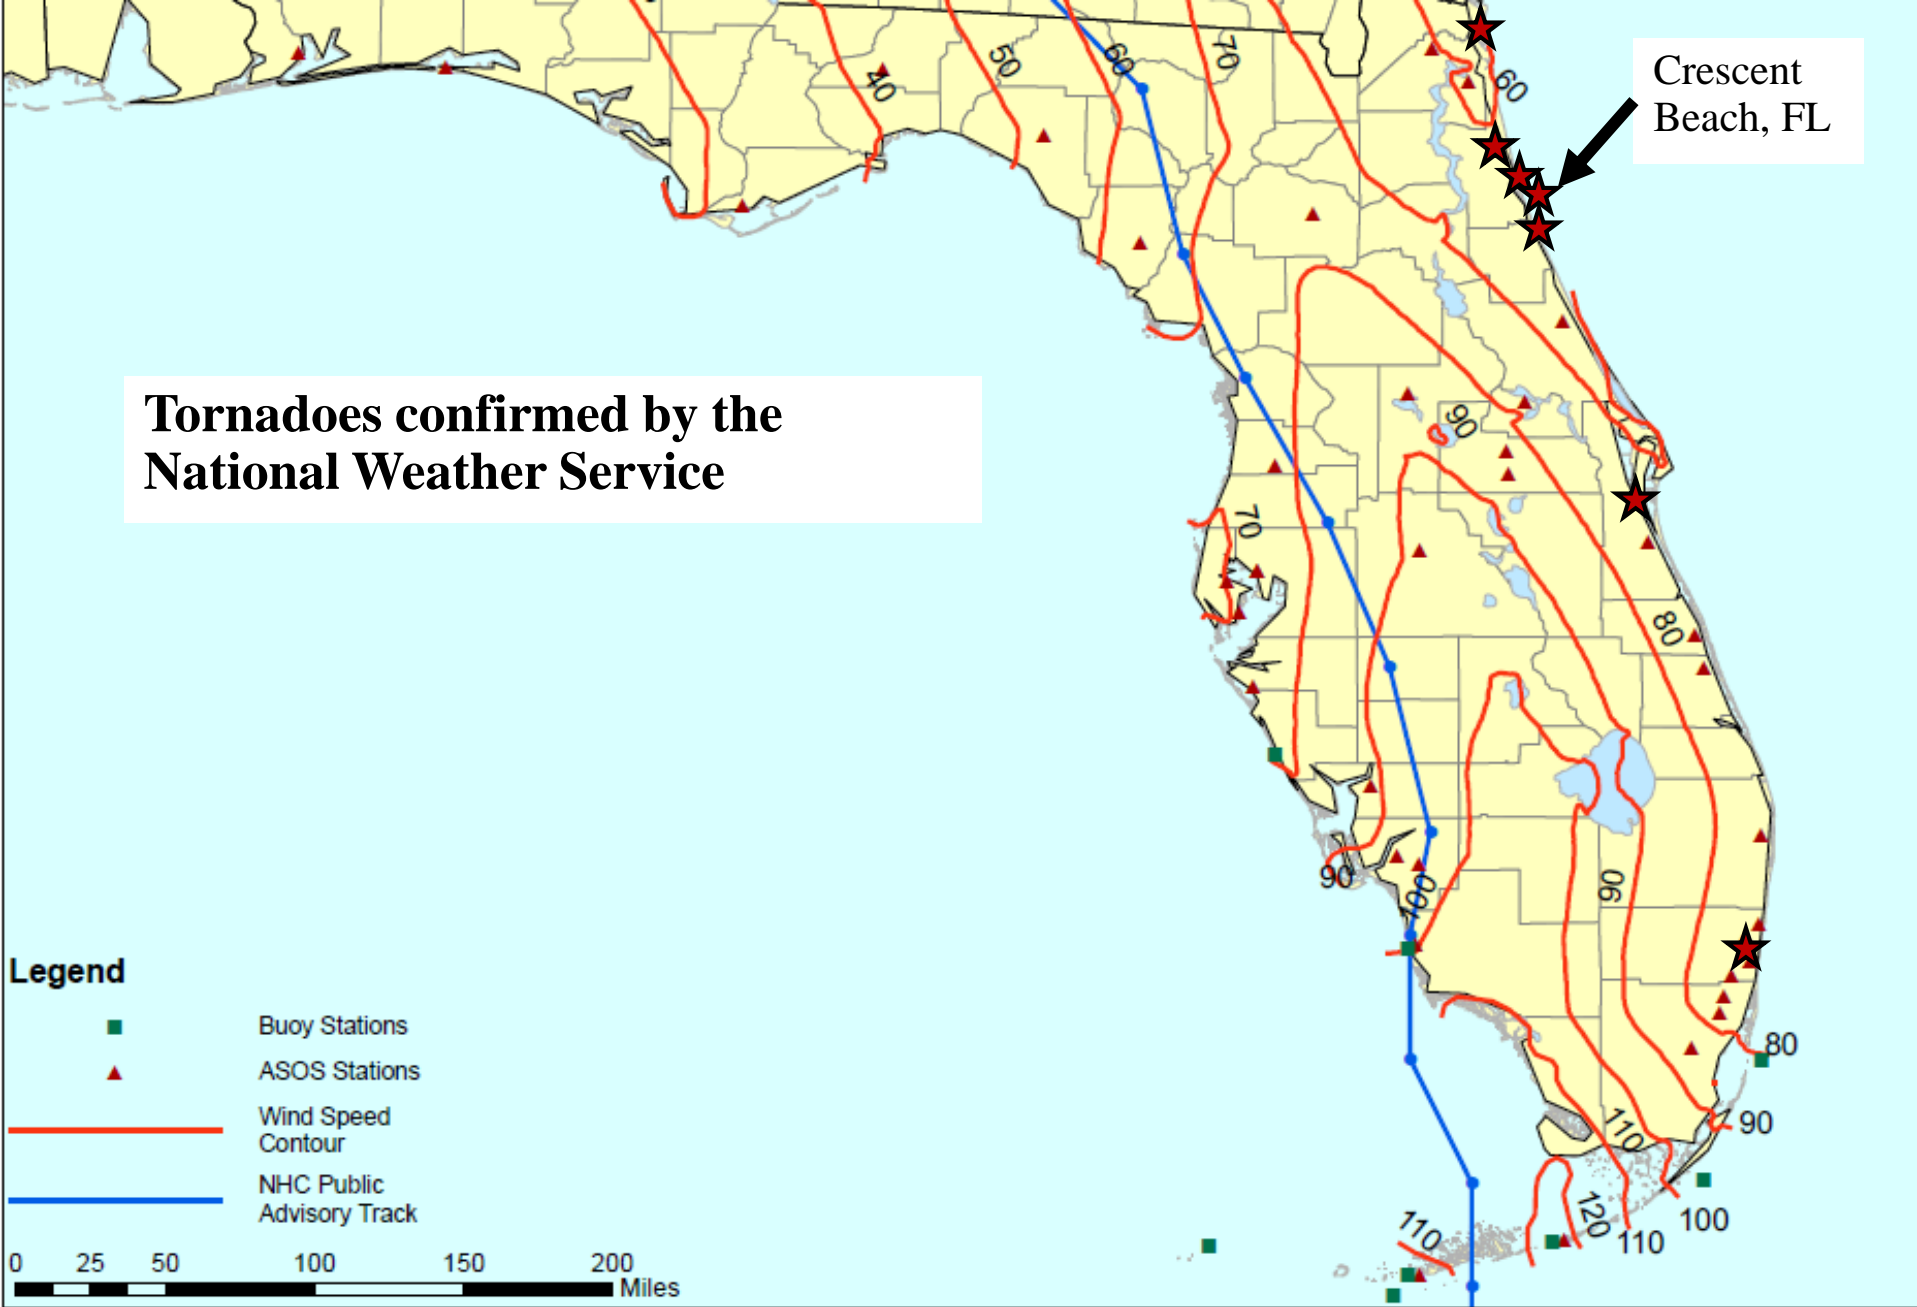 40
50
60
70
60
Crescent
Beach, FL
Tornadoes confirmed by the
National Weather Service
90
70
80
90
100
90
Legend
Buoy Stations
ASOS Stations
Wind Speed
Contour
NHC Public
Advisory Track
80
90
110
120
100
110
110
0 25 50 100 150 200
Miles